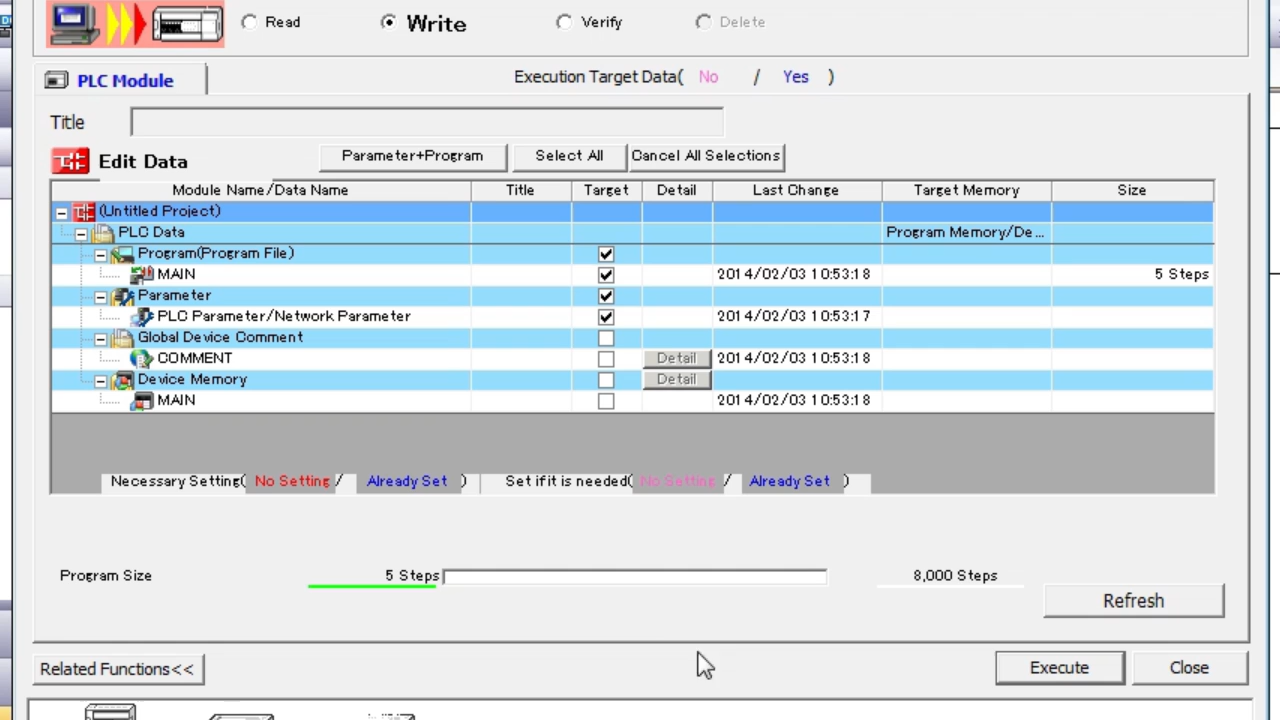 Read Write Verify Delete
PLC Module Execution Target Data( No / Yes )
Title
Edit Data Parameter+Program Select All Cancel All Selections
Module Name/Data Name Title Target Detail Last Change Target Memory Size
(Untitled Project)
PLC Data Program Memory/De...
Program(Program File)
MAIN 2014/02/03 10:53:18 5 Steps
Parameter
PLC Parameter/Network Parameter 2014/02/03 10:53:17
Global Device Comment
COMMENT Detail 2014/02/03 10:53:18
Device Memory Detail
MAIN 2014/02/03 10:53:18
Necessary Setting( No Setting / Already Set ) Set if it is needed( No Setting / Already Set )
Program Size 5 Steps 8,000 Steps
Refresh
Related Functions<< Execute Close